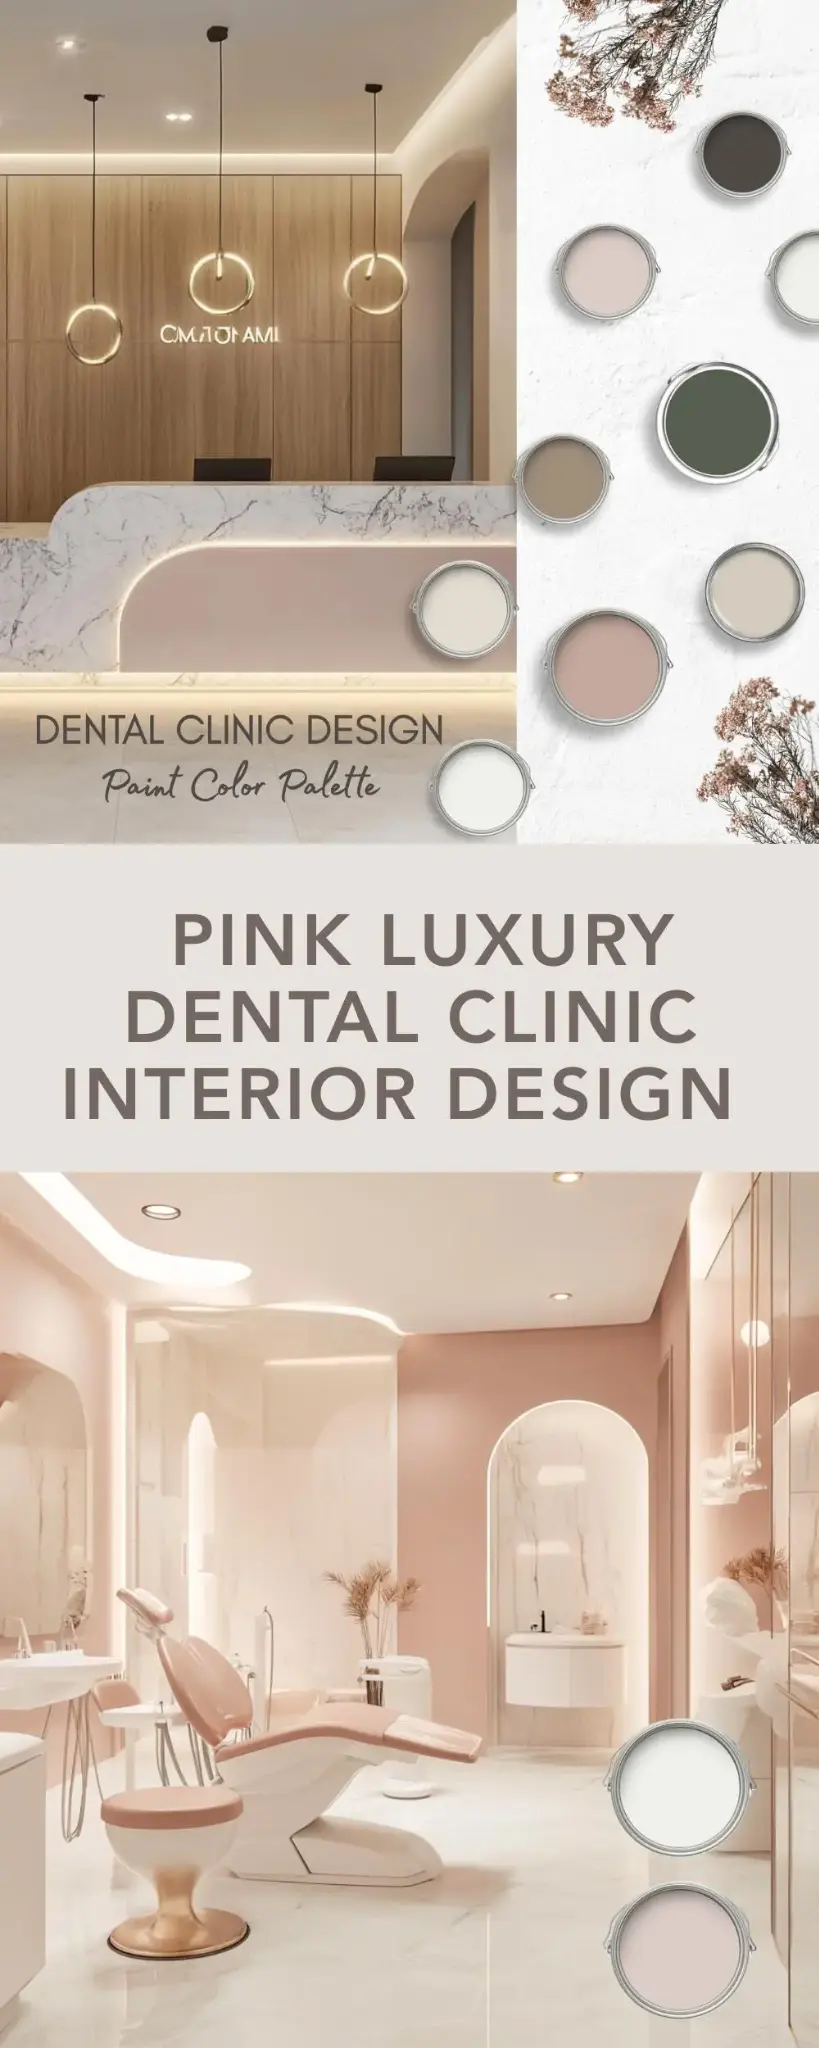 DENTAL CLINIC DESIGN
Paint Color Palette
PINK LUXURY
DENTAL CLINIC
INTERIOR DESIGN